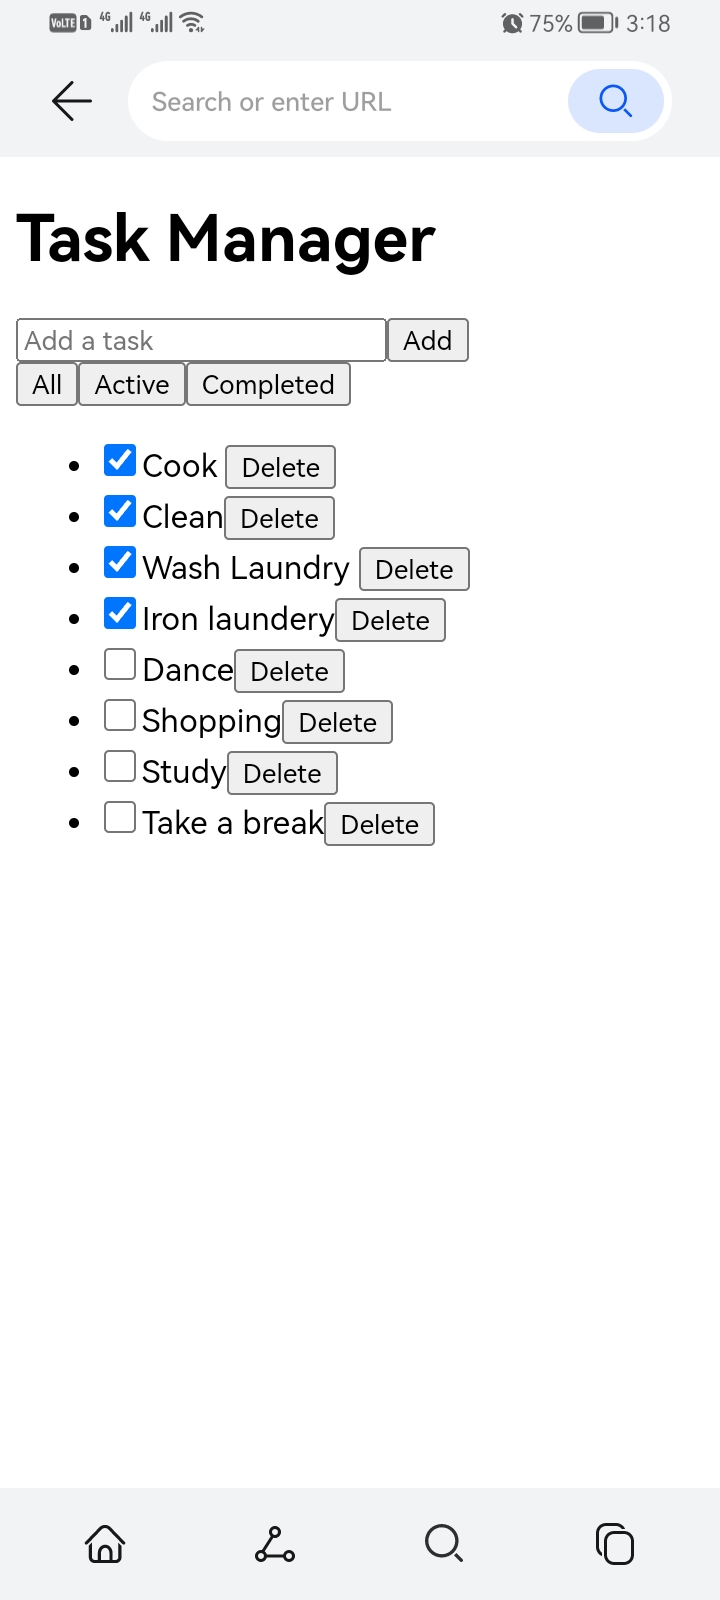 VoLTE 1 4G 4G 75% 3:18
Search or enter URL
Task Manager
Add a task Add
All Active Completed
Cook Delete
Clean Delete
Wash Laundry Delete
Iron laundery Delete
Dance Delete
Shopping Delete
Study Delete
Take a break Delete